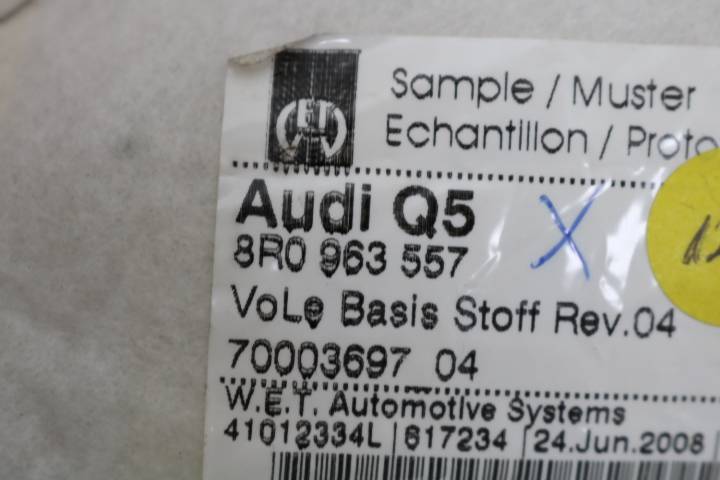 WET
Sample / Muster
Echantillon / Proto
Audi Q5
X
8R0 963 557
VoLe Basis Stoff Rev.04
70003697 04
W.E.T. Automotive Systems
41012334L | 617234 | 24.Jun.2008 |